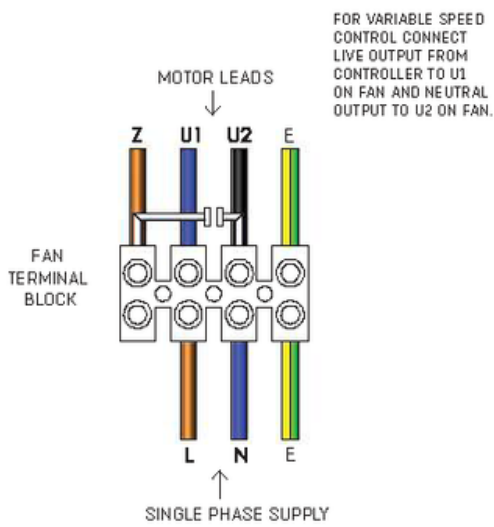 FOR VARIABLE SPEED
CONTROL CONNECT
LIVE OUTPUT FROM
CONTROLLER TO U1
ON FAN AND NEUTRAL
OUTPUT TO U2 ON FAN.
MOTOR LEADS
Z U1 U2 E
FAN
TERMINAL
BLOCK
L N E
SINGLE PHASE SUPPLY